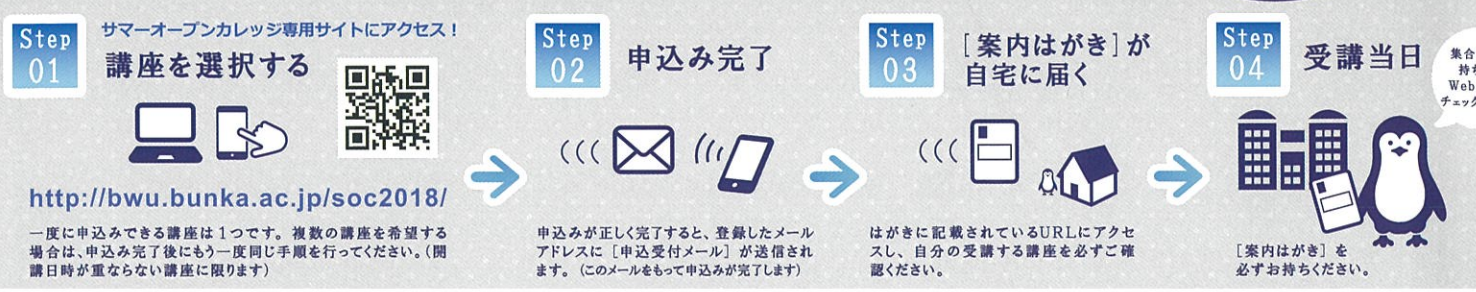 Step
01
サマーオープンカレッジ専用サイトにアクセス！
講座を選択する
http://bwu.bunka.ac.jp/soc2018/
一度に申込みできる講座は1つです。複数の講座を希望する
場合は、申込み完了後にもう一度同じ手順を行ってください。（開
講日時が重ならない講座に限ります）
Step
02
申込み完了
申込みが正しく完了すると、登録したメール
アドレスに［申込受付メール］が送信され
ます。（このメールをもって申込みが完了します）
Step
03
［案内はがき］が
自宅に届く
はがきに記載されているURLにアクセ
スし、自分の受講する講座を必ずご確
認ください。
Step
04
受講当日
集合
持
Web
チェック
［案内はがき］を
必ずお持ちください。